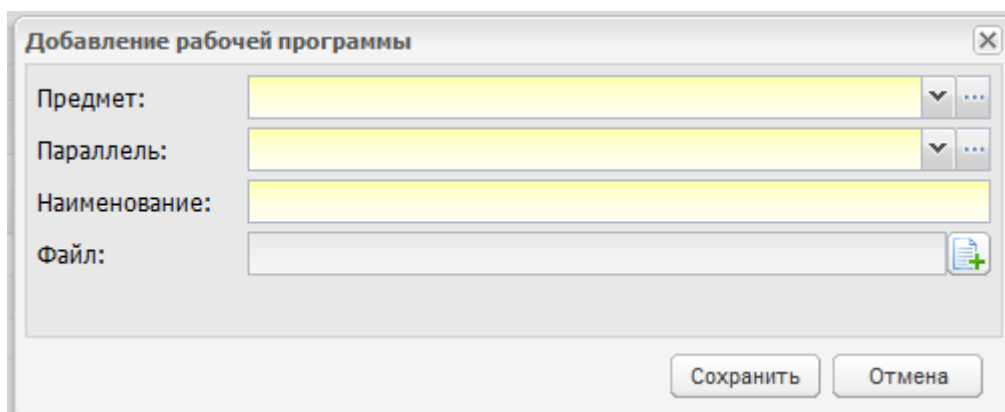 Добавление рабочей программы
Предмет:
Параллель:
Наименование:
Файл:
Сохранить Отмена